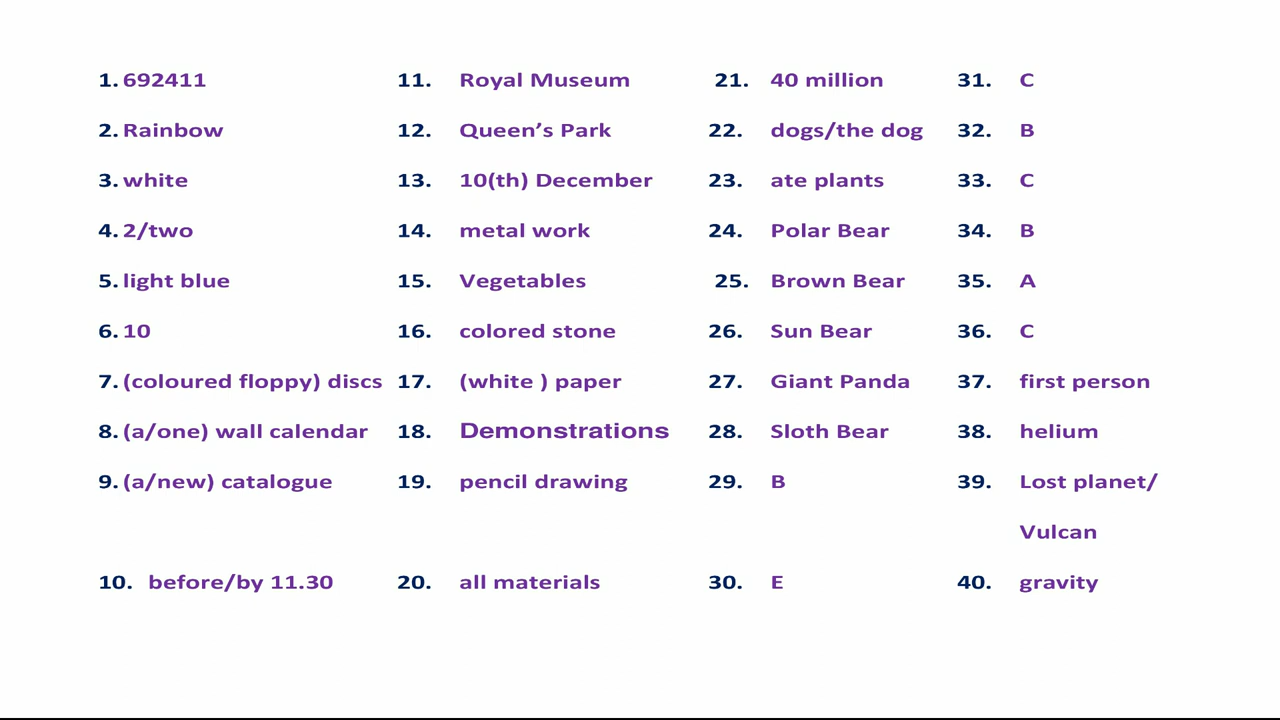 1. 692411
2. Rainbow
3. white
4. 2/two
5. light blue
6. 10
7. (coloured floppy) discs
8. (a/one) wall calendar
9. (a/new) catalogue
10. before/by 11.30
11. Royal Museum
12. Queen’s Park
13. 10(th) December
14. metal work
15. Vegetables
16. colored stone
17. (white ) paper
18. Demonstrations
19. pencil drawing
20. all materials
21. 40 million
22. dogs/the dog
23. ate plants
24. Polar Bear
25. Brown Bear
26. Sun Bear
27. Giant Panda
28. Sloth Bear
29. B
30. E
31. C
32. B
33. C
34. B
35. A
36. C
37. first person
38. helium
39. Lost planet/
Vulcan
40. gravity